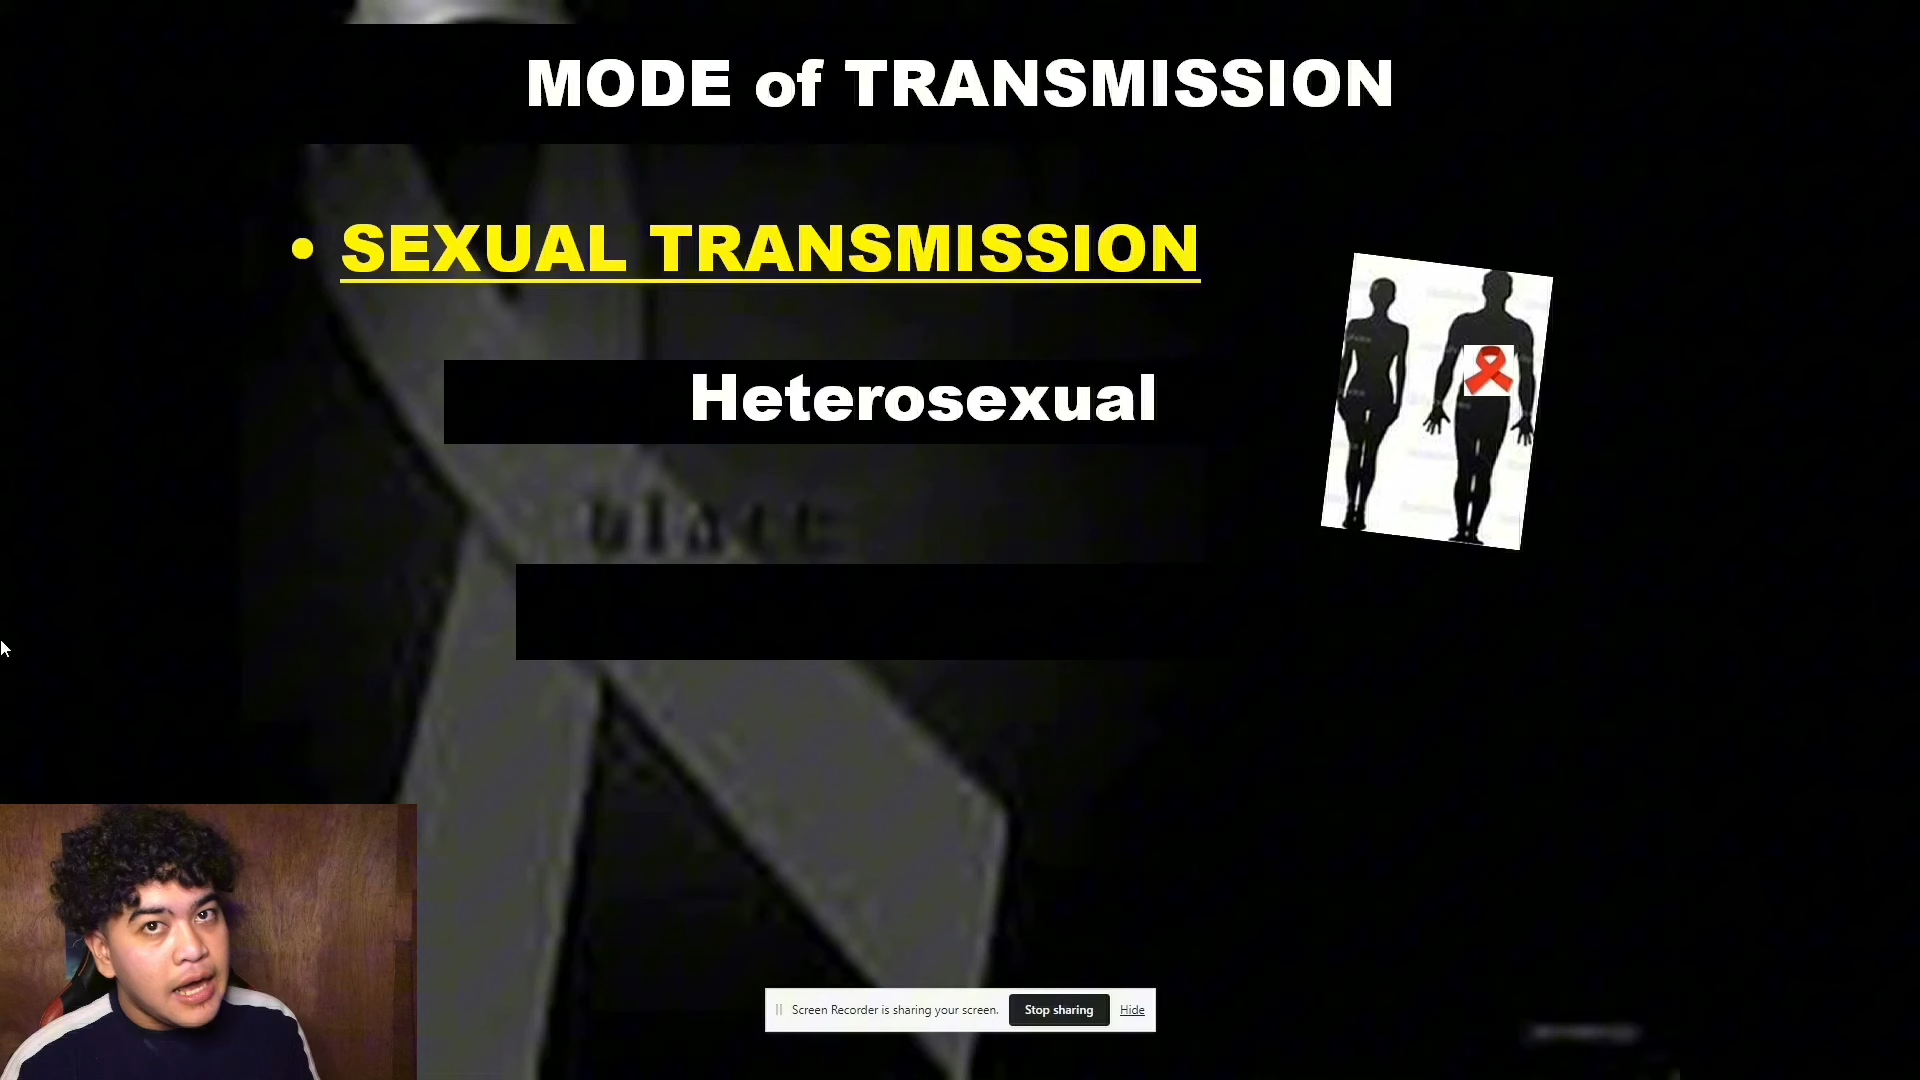 MODE of TRANSMISSION
• SEXUAL TRANSMISSION
Heterosexual
Screen Recorder is sharing your screen. Stop sharing Hide